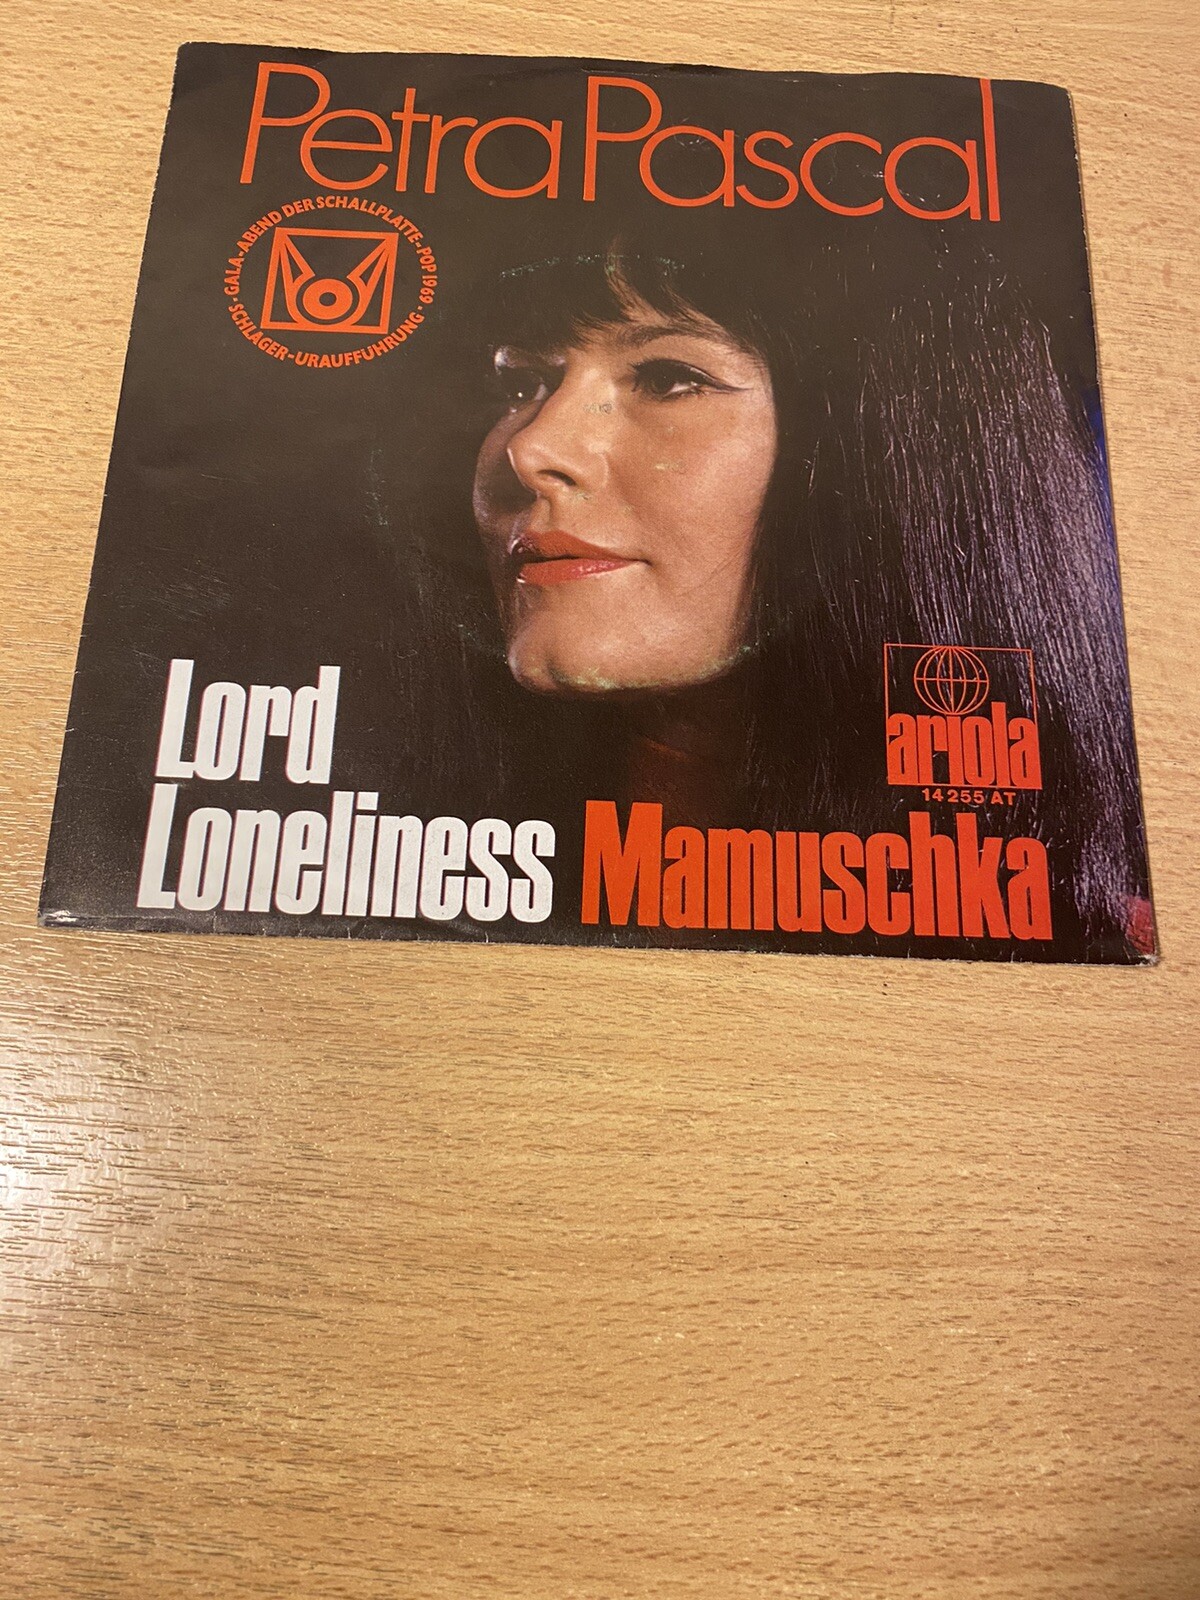 Petra Pascal
GALA-ABEND DER SCHALLPLATTE-POP 1969
SCHLAGER-URAUFFÜHRUNG
Lord
Loneliness
Mamuschka
ariola
14 255 AT